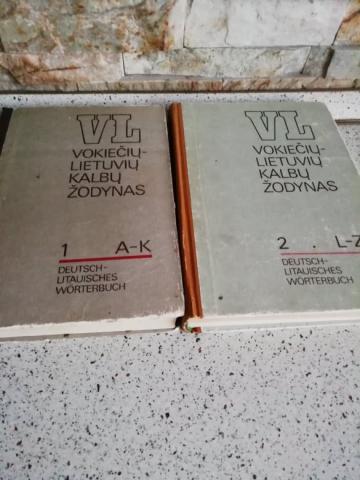 VL
VOKIEČIŲ-
LIETUVIŲ
KALBŲ
ŽODYNAS
1 A-K
DEUTSCH-
LITAUISCHES
WÖRTERBUCH
VL
VOKIEČIŲ-
LIETUVIŲ
KALBŲ
ŽODYNAS
2 . L-Z
DEUTSCH-
LITAUISCHES
WÖRTERBUCH